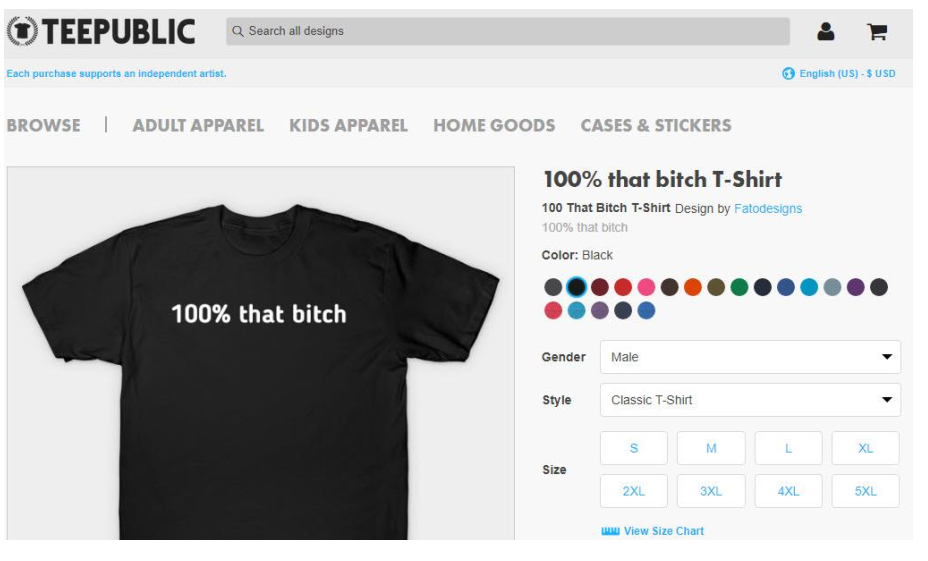 TEEPUBLIC
Search all designs
Each purchase supports an independent artist.
English (US) - $ USD
BROWSE | ADULT APPAREL KIDS APPAREL HOME GOODS CASES & STICKERS
100% that bitch T-Shirt
100 That Bitch T-Shirt Design by Fatodesigns
100% that bitch
Color: Black
100% that bitch
Gender Male
Style Classic T-Shirt
Size
S M L XL
2XL 3XL 4XL 5XL
View Size Chart